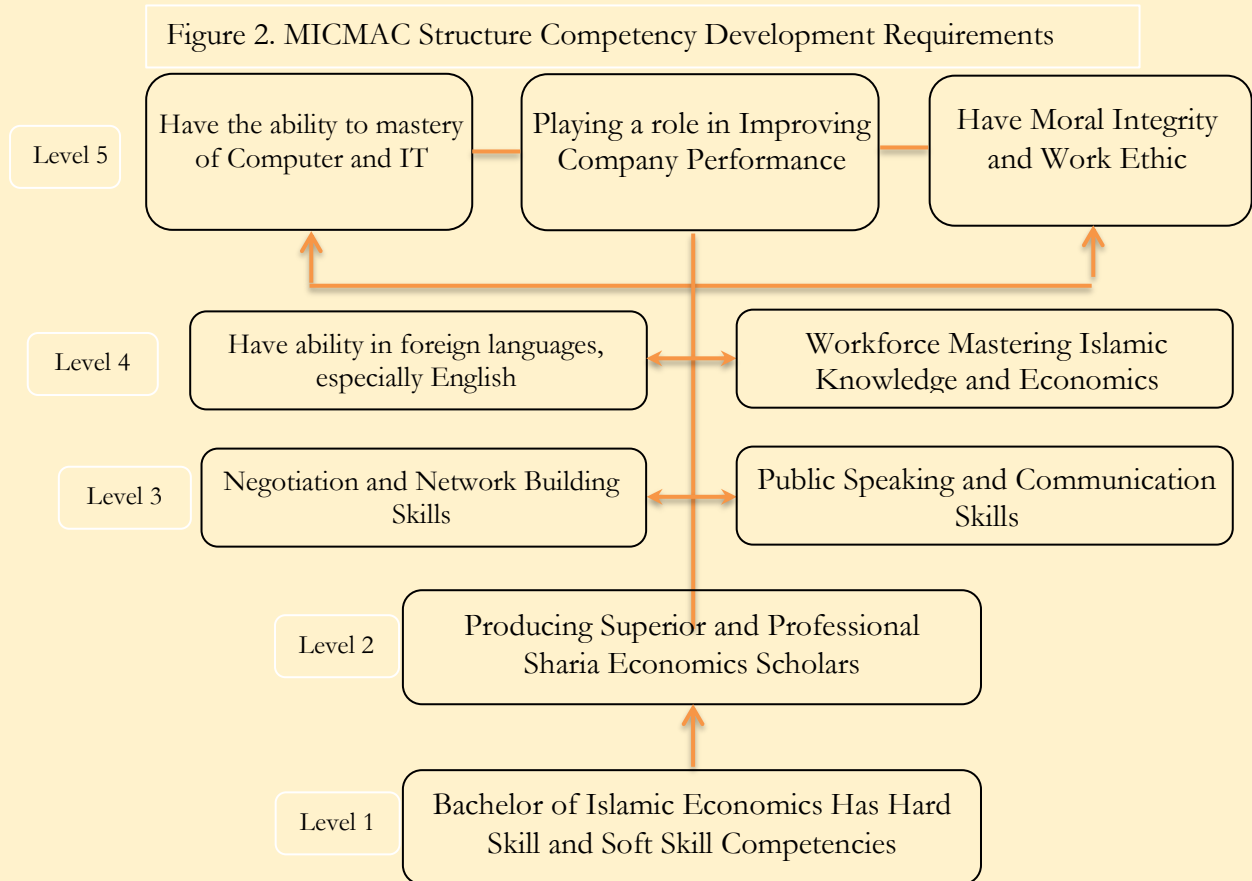 Figure 2. MICMAC Structure Competency Development Requirements
Level 5
Have the ability to mastery
of Computer and IT
Playing a role in Improving
Company Performance
Have Moral Integrity
and Work Ethic
Level 4
Have ability in foreign languages,
especially English
Workforce Mastering Islamic
Knowledge and Economics
Level 3
Negotiation and Network Building
Skills
Public Speaking and Communication
Skills
Level 2
Producing Superior and Professional
Sharia Economics Scholars
Level 1
Bachelor of Islamic Economics Has Hard
Skill and Soft Skill Competencies